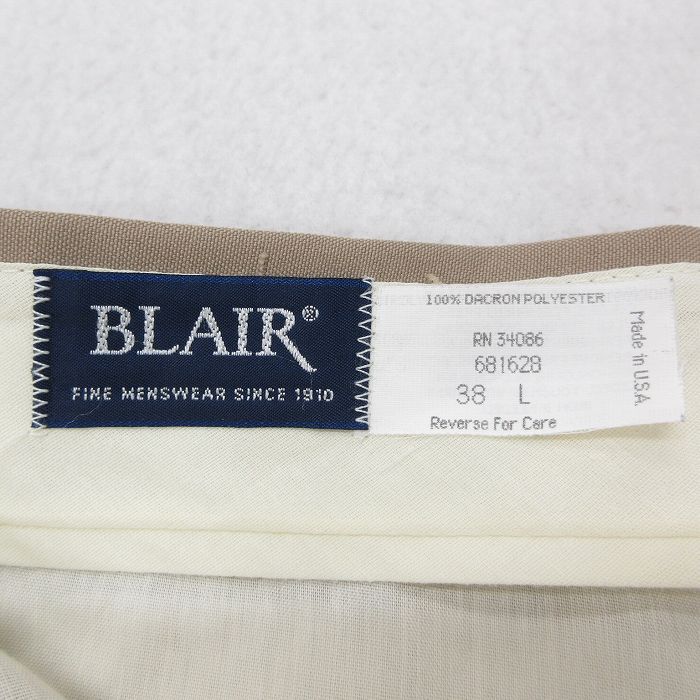 BLAIR®
FINE MENSWEAR SINCE 1910
100% DACRON POLYESTER
RN 34086
681628
38 L
Reverse For Care
Made in U.S.A.